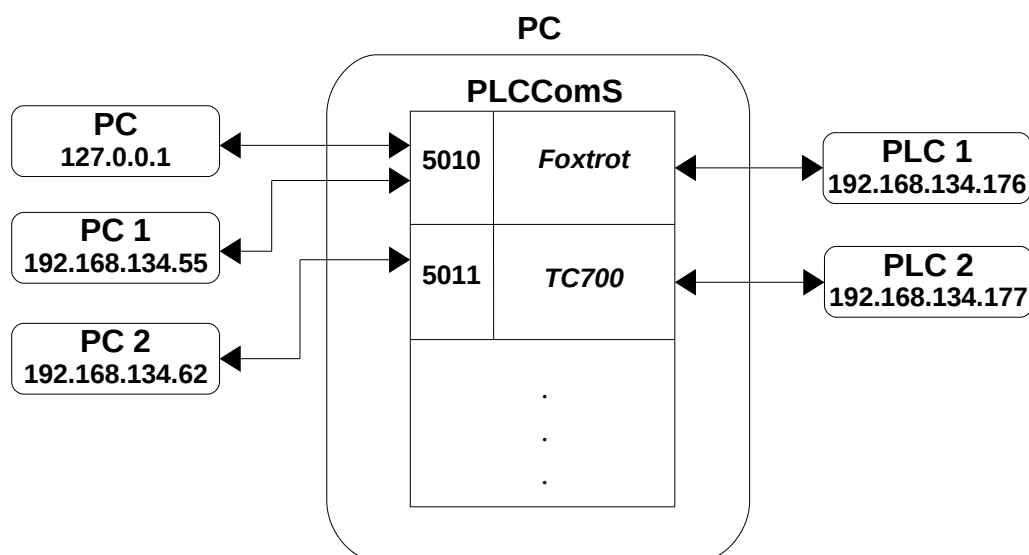 PC
PLCComS
PC
127.0.0.1
PC 1
192.168.134.55
PC 2
192.168.134.62
5010
Foxtrot
5011
TC700
.
.
.
PLC 1
192.168.134.176
PLC 2
192.168.134.177